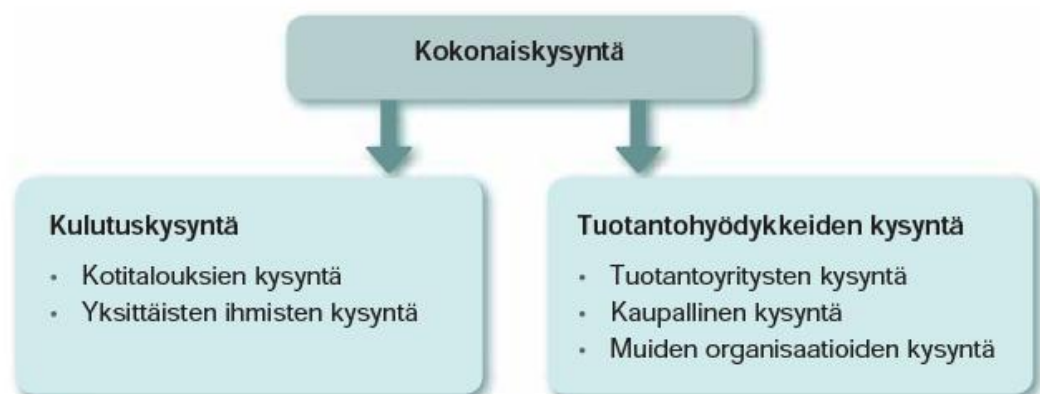 Kokonaiskysyntä
Kulutuskysyntä
• Kotitalouksien kysyntä
• Yksittäisten ihmisten kysyntä
Tuotantohyödykkeiden kysyntä
• Tuotantoyritysten kysyntä
• Kaupallinen kysyntä
• Muiden organisaatioiden kysyntä